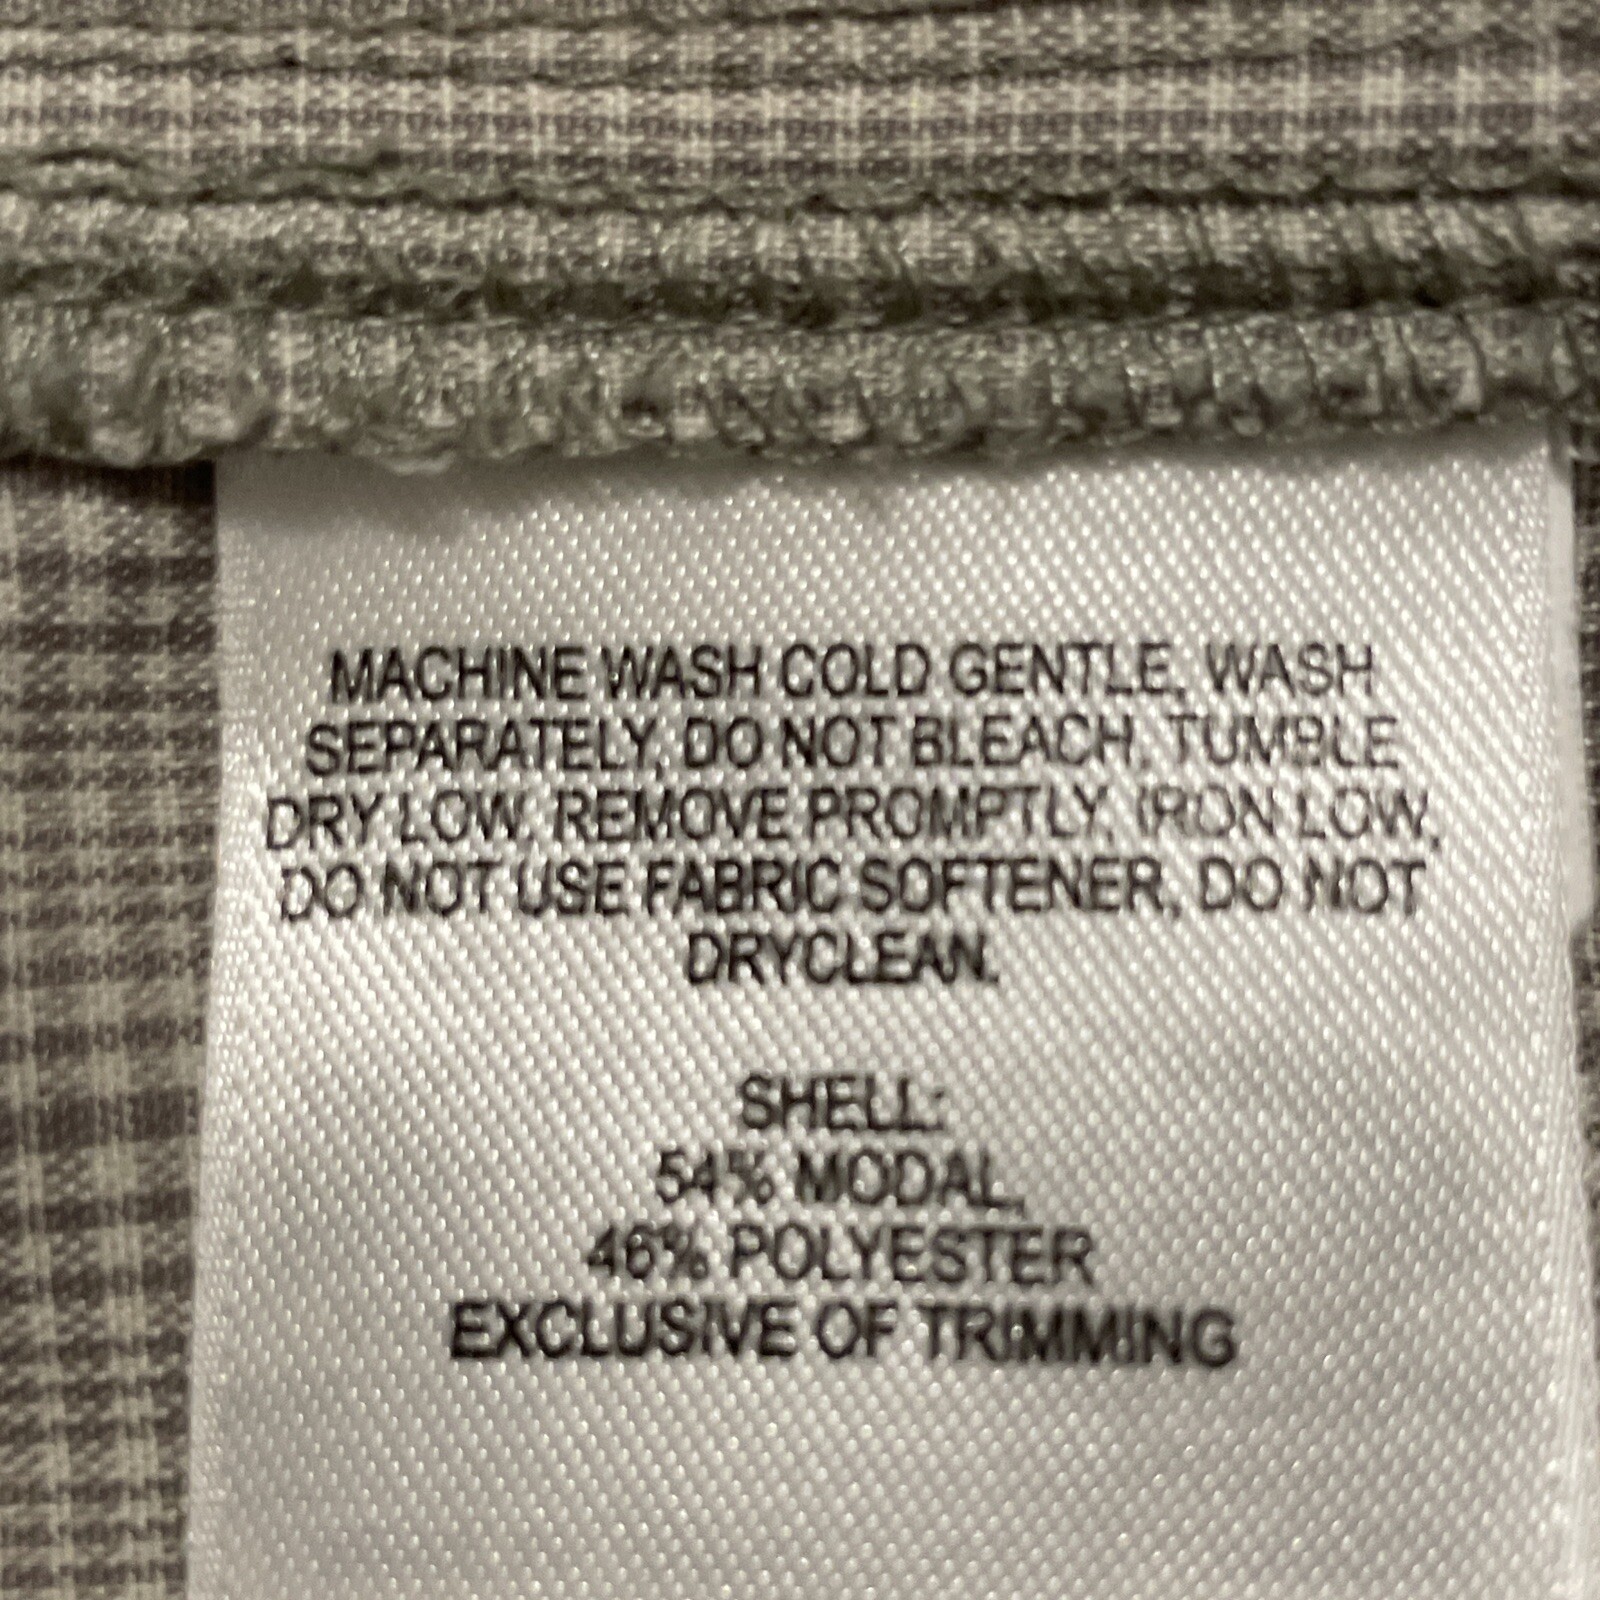 MACHINE WASH COLD GENTLE, WASH
SEPARATELY, DO NOT BLEACH, TUMBLE
DRY LOW, REMOVE PROMPTLY, IRON LOW,
DO NOT USE FABRIC SOFTENER, DO NOT
DRYCLEAN.
SHELL:
54% MODAL,
46% POLYESTER
EXCLUSIVE OF TRIMMING